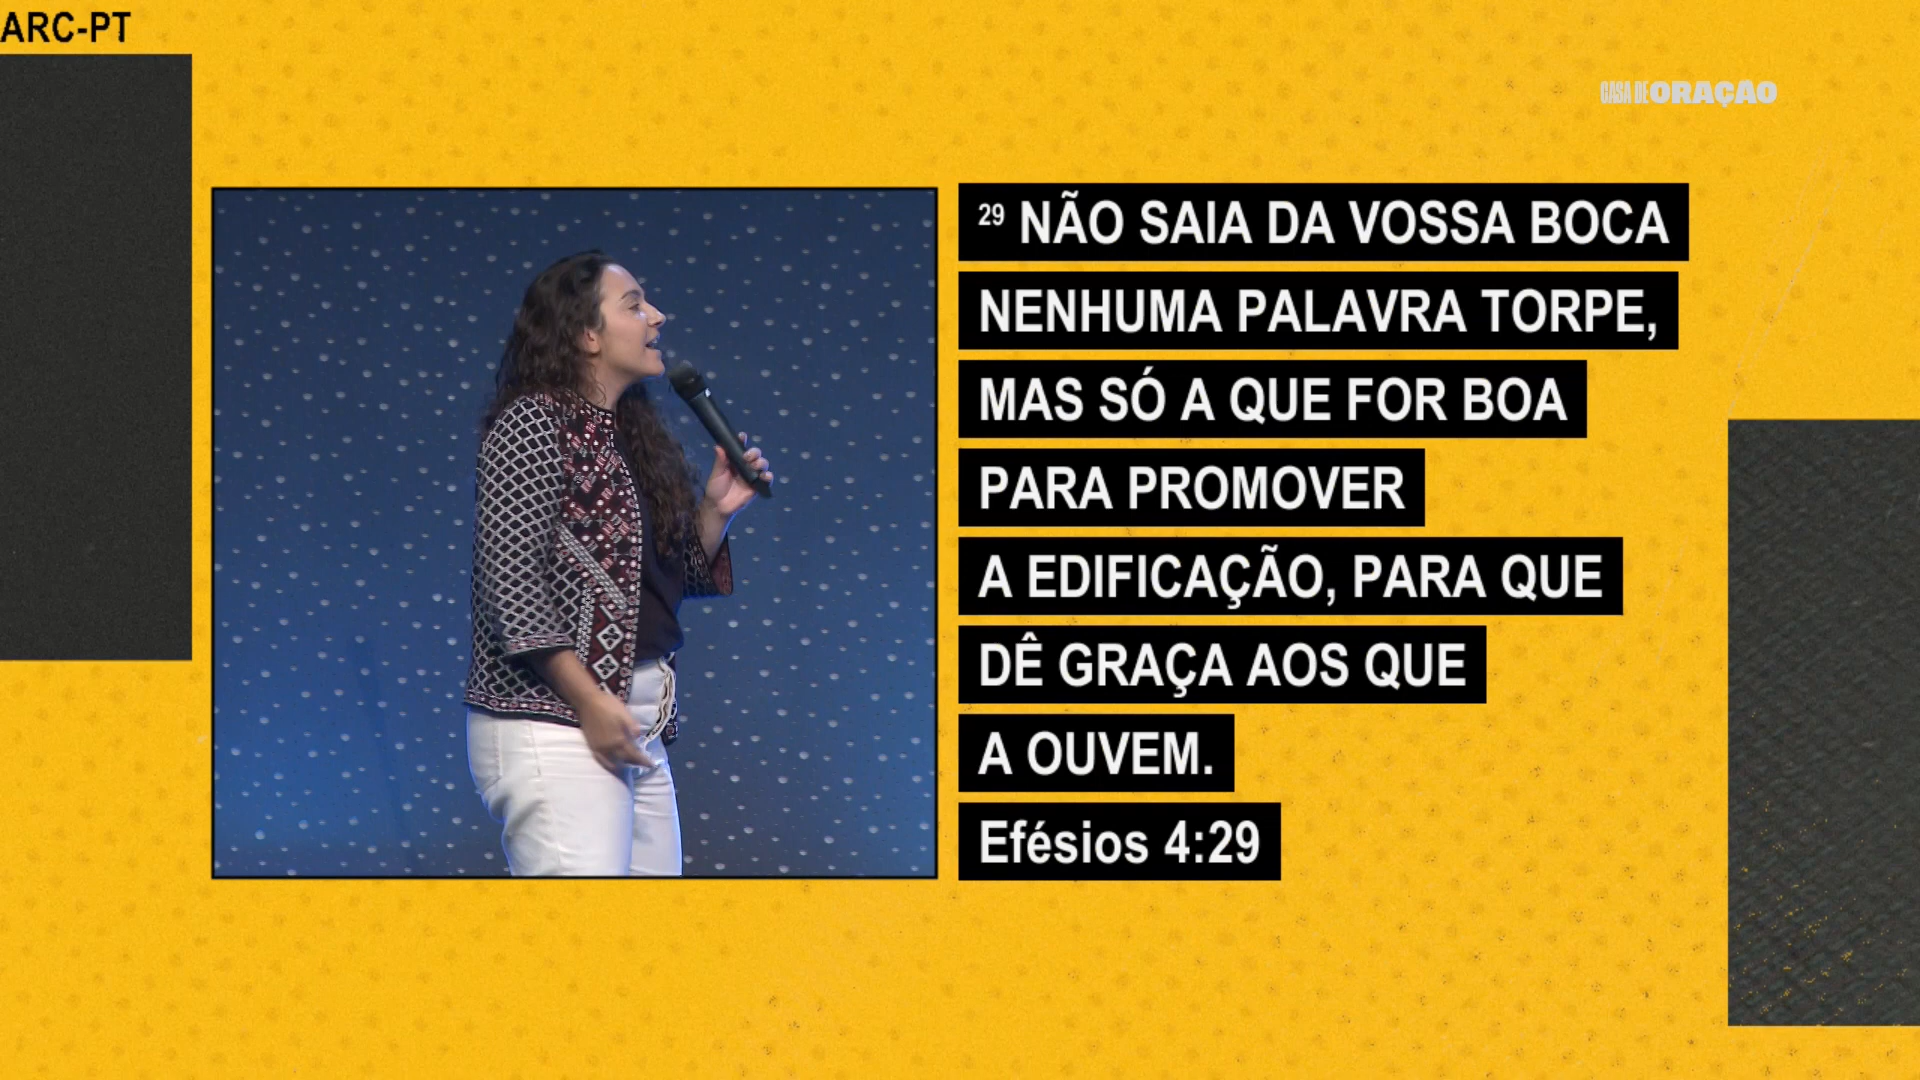 ARC-PT
CASA DE ORAÇÃO
29 NÃO SAIA DA VOSSA BOCA
NENHUMA PALAVRA TORPE,
MAS SÓ A QUE FOR BOA
PARA PROMOVER
A EDIFICAÇÃO, PARA QUE
DÊ GRAÇA AOS QUE
A OUVEM.
Efésios 4:29